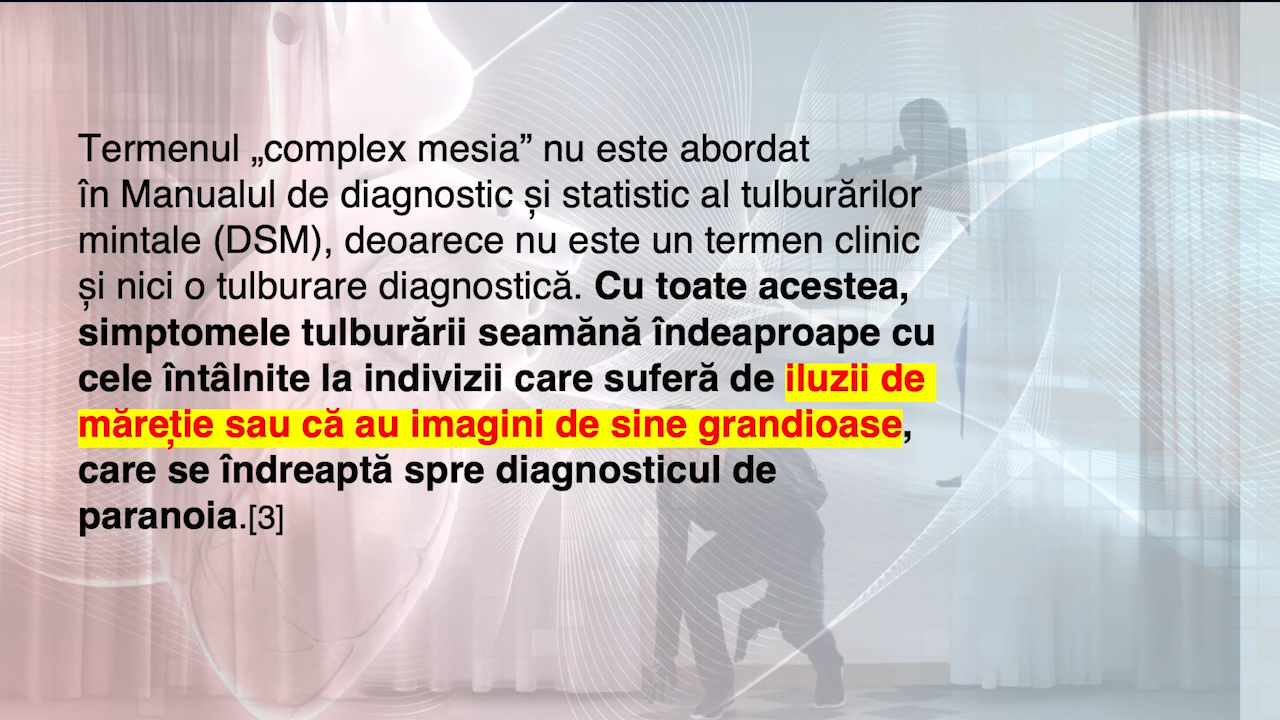 Termenul „complex mesia” nu este abordat
în Manualul de diagnostic și statistic al tulburărilor
mintale (DSM), deoarece nu este un termen clinic
și nici o tulburare diagnostică. Cu toate acestea,
simptomele tulburării seamănă îndeaproape cu
cele întâlnite la indivizii care suferă de iluzii de
măreție sau că au imagini de sine grandioase,
care se îndreaptă spre diagnosticul de
paranoia.[3]